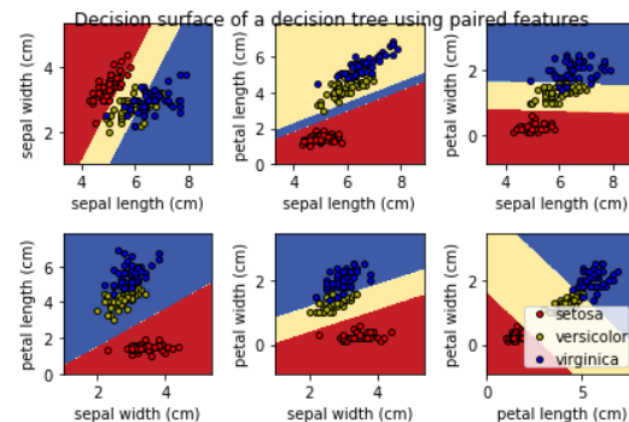 Decision surface of a decision tree using paired features
sepal width (cm)
4
2
4
6
8
sepal length (cm)
petal length (cm)
6
4
2
0
4
6
8
sepal length (cm)
petal width (cm)
2
0
4
6
8
sepal length (cm)
petal length (cm)
6
4
2
0
2
4
sepal width (cm)
petal width (cm)
2
0
2
4
sepal width (cm)
petal width (cm)
2
0
0
5
petal length (cm)
setosa
versicolor
virginica